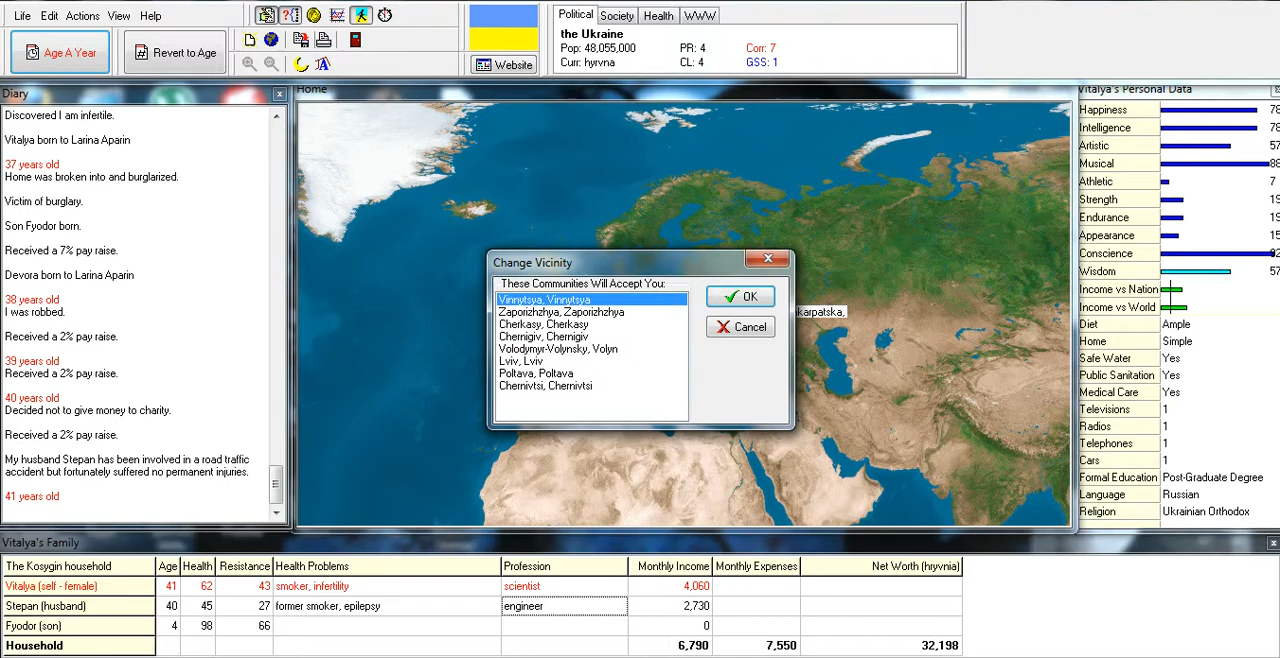 Life Edit Actions View Help
Age A Year
Revert to Age
Website
Political Society Health WWW
the Ukraine
Pop: 48,055,000 PR: 4 Corr: 7
Curr: hyrvna CL: 4 GSS: 1
Diary
Discovered I am infertile.
Vitalya born to Larina Aparin
37 years old
Home was broken into and burglarized.
Victim of burglary.
Son Fyodor born.
Received a 7% pay raise.
Devora born to Larina Aparin
38 years old
I was robbed.
Received a 2% pay raise.
39 years old
Received a 2% pay raise.
40 years old
Decided not to give money to charity.
Received a 2% pay raise.
My husband Stepan has been involved in a road traffic
accident but fortunately suffered no permanent injuries.
41 years old
Home
karpatska,
Change Vicinity
These Communities Will Accept You:
Vinnytsya, Vinnytsya
Zaporizhzhya, Zaporizhzhya
Cherkasy, Cherkasy
Chernigiv, Chernigiv
Volodymyr-Volynsky, Volyn
Lviv, Lviv
Poltava, Poltava
Chernivtsi, Chernivtsi
OK
Cancel
Vitalya's Personal Data
Happiness 78
Intelligence 78
Artistic 57
Musical 88
Athletic 7
Strength 19
Endurance 19
Appearance 15
Conscience 92
Wisdom 57
Income vs Nation
Income vs World
Diet Ample
Home Simple
Safe Water Yes
Public Sanitation Yes
Medical Care Yes
Televisions 1
Radios 1
Telephones 1
Cars 1
Formal Education Post-Graduate Degree
Language Russian
Religion Ukrainian Orthodox
Vitalya's Family
The Kosygin household Age Health Resistance Health Problems Profession Monthly Income Monthly Expenses Net Worth (hryvnia)
Vitalya (self - female) 41 62 43 smoker, infertility scientist 4,060
Stepan (husband) 40 45 27 former smoker, epilepsy engineer 2,730
Fyodor (son) 4 98 66 0
Household 6,790 7,550 32,198